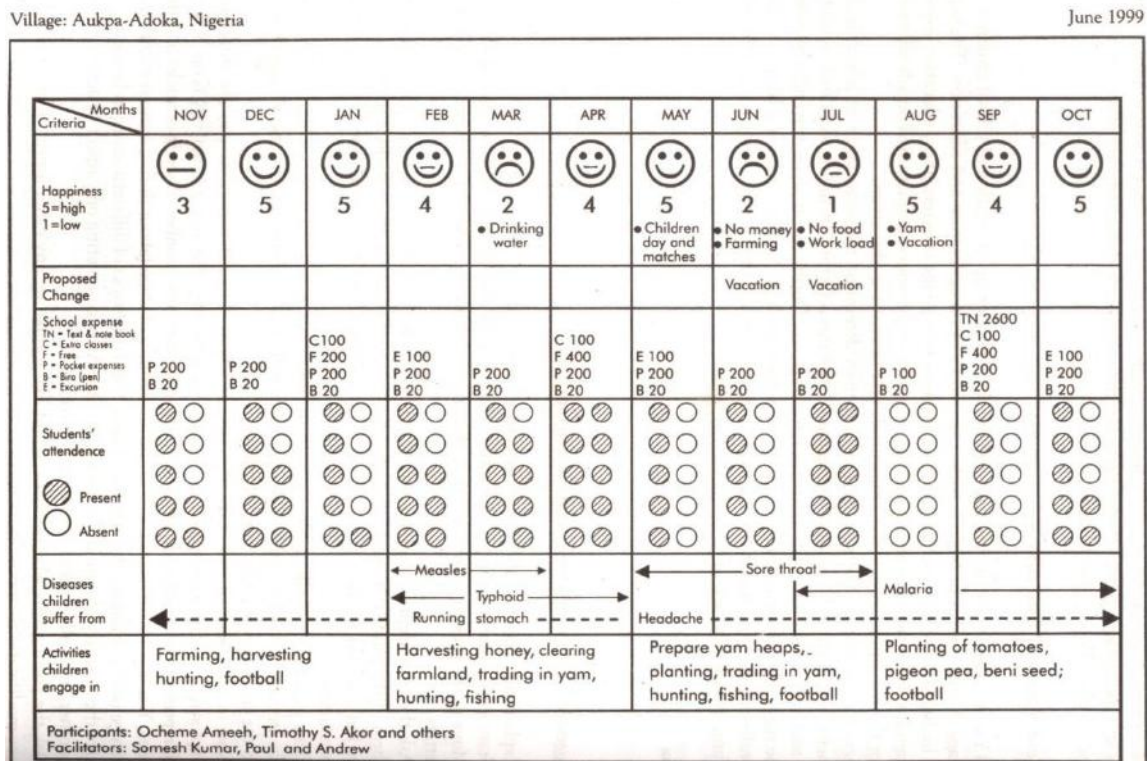 Village: Aukpa-Adoka, Nigeria
June 1999
Months
Criteria
NOV DEC JAN FEB MAR APR MAY JUN JUL AUG SEP OCT
Happiness
5=high
1=low
3 5 5 4 2 4 5 2 1 5 4 5
• Drinking
water
• Children
day and
matches
• No money
• Farming
• No food
• Work load
• Yam
• Vacation
Proposed
Change
Vacation
Vacation
School expense
TN = Text & note book
C = Extra classes
F = Free
P = Pocket expenses
B = Biro (pen)
E = Excursion
P 200
B 20
P 200
B 20
C100
F 200
P 200
B 20
E 100
P 200
B 20
P 200
B 20
C 100
F 400
P 200
B 20
E 100
P 200
B 20
P 200
B 20
P 200
B 20
P 100
B 20
TN 2600
C 100
F 400
P 200
B 20
E 100
P 200
B 20
Students'
attendence
Present
Absent
Diseases
children
suffer from
Measles
Typhoid
Running stomach
Sore throat
Malaria
Headache
Activities
children
engage in
Farming, harvesting
hunting, football
Harvesting honey, clearing
farmland, trading in yam,
hunting, fishing
Prepare yam heaps,
planting, trading in yam,
hunting, fishing, football
Planting of tomatoes,
pigeon pea, beni seed;
football
Participants: Ocheme Ameeh, Timothy S. Akor and others
Facilitators: Somesh Kumar, Paul and Andrew